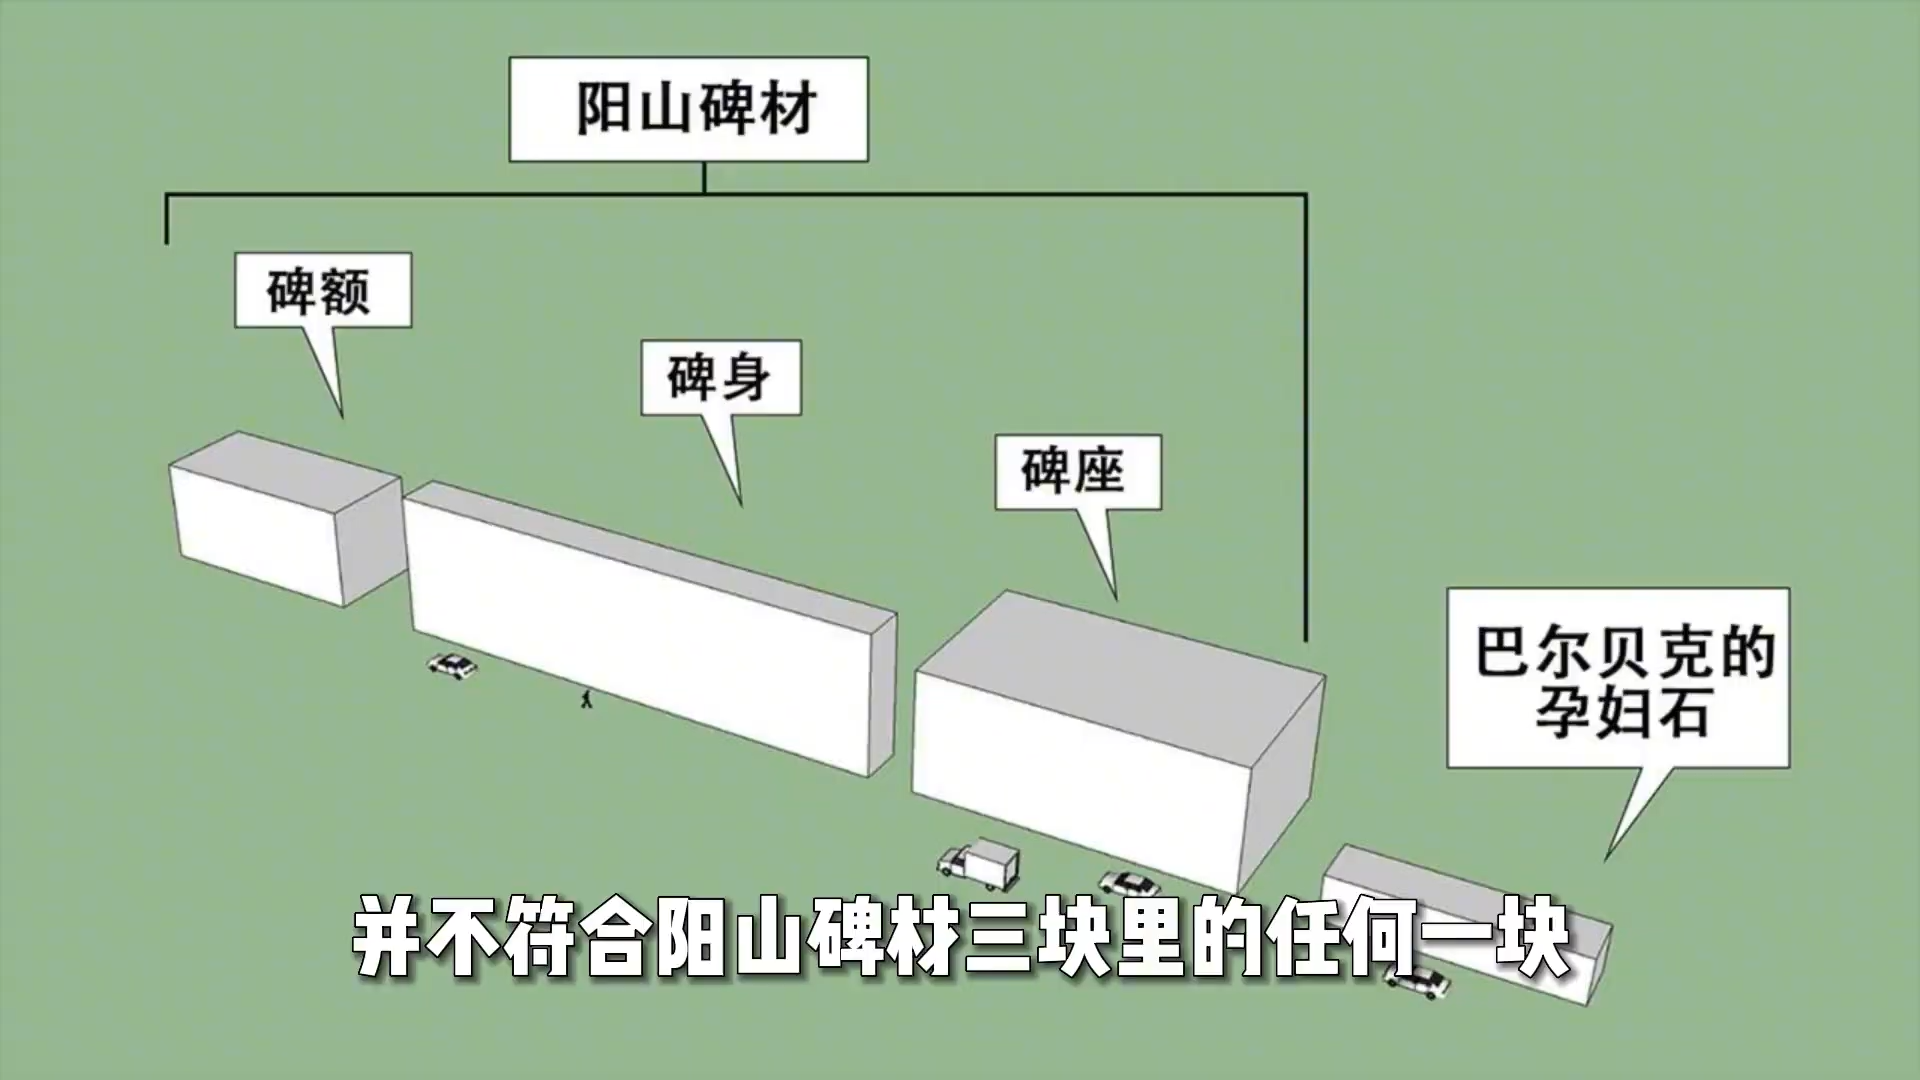 阳山碑材
碑额
碑身
碑座
巴尔贝克的
孕妇石
并不符合阳山碑材三块里的任何一块